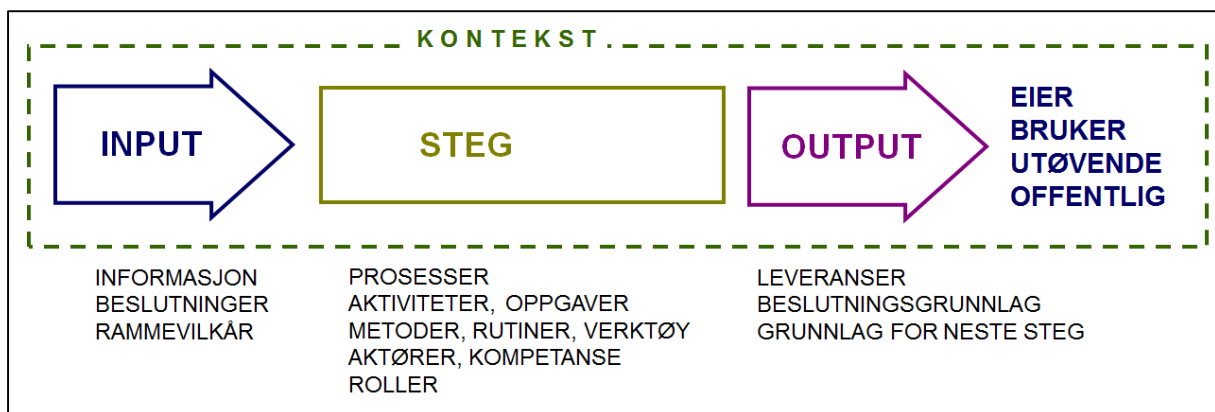 KONTEKST
INPUT
STEG
OUTPUT
EIER
BRUKER
UTØVENDE
OFFENTLIG
INFORMASJON
BESLUTNINGER
RAMMEVILKÅR
PROSESSER
AKTIVITETER, OPPGAVER
METODER, RUTINER, VERKTØY
AKTØRER, KOMPETANSE
ROLLER
LEVERANSER
BESLUTNINGSGRUNNLAG
GRUNNLAG FOR NESTE STEG